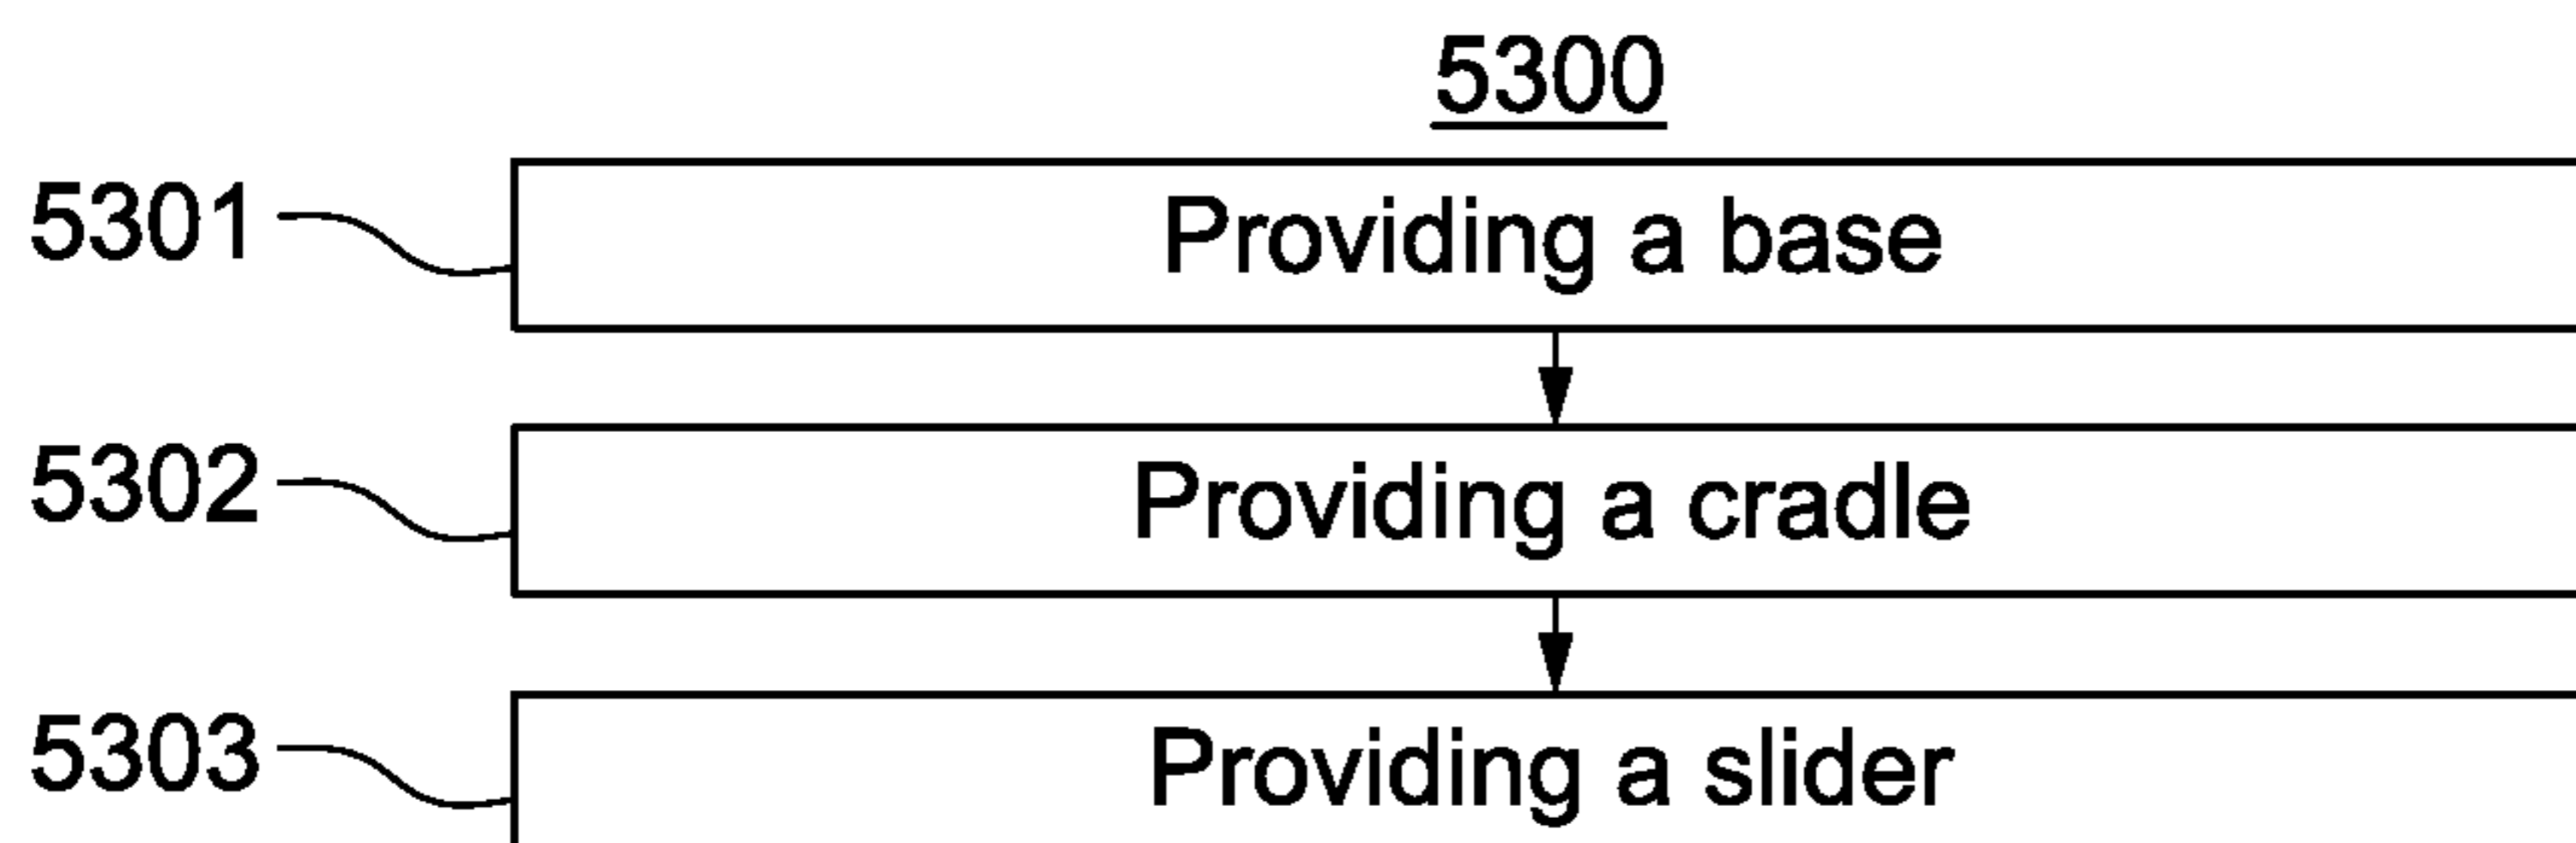 5300
5301 Providing a base
5302 Providing a cradle
5303 Providing a slider